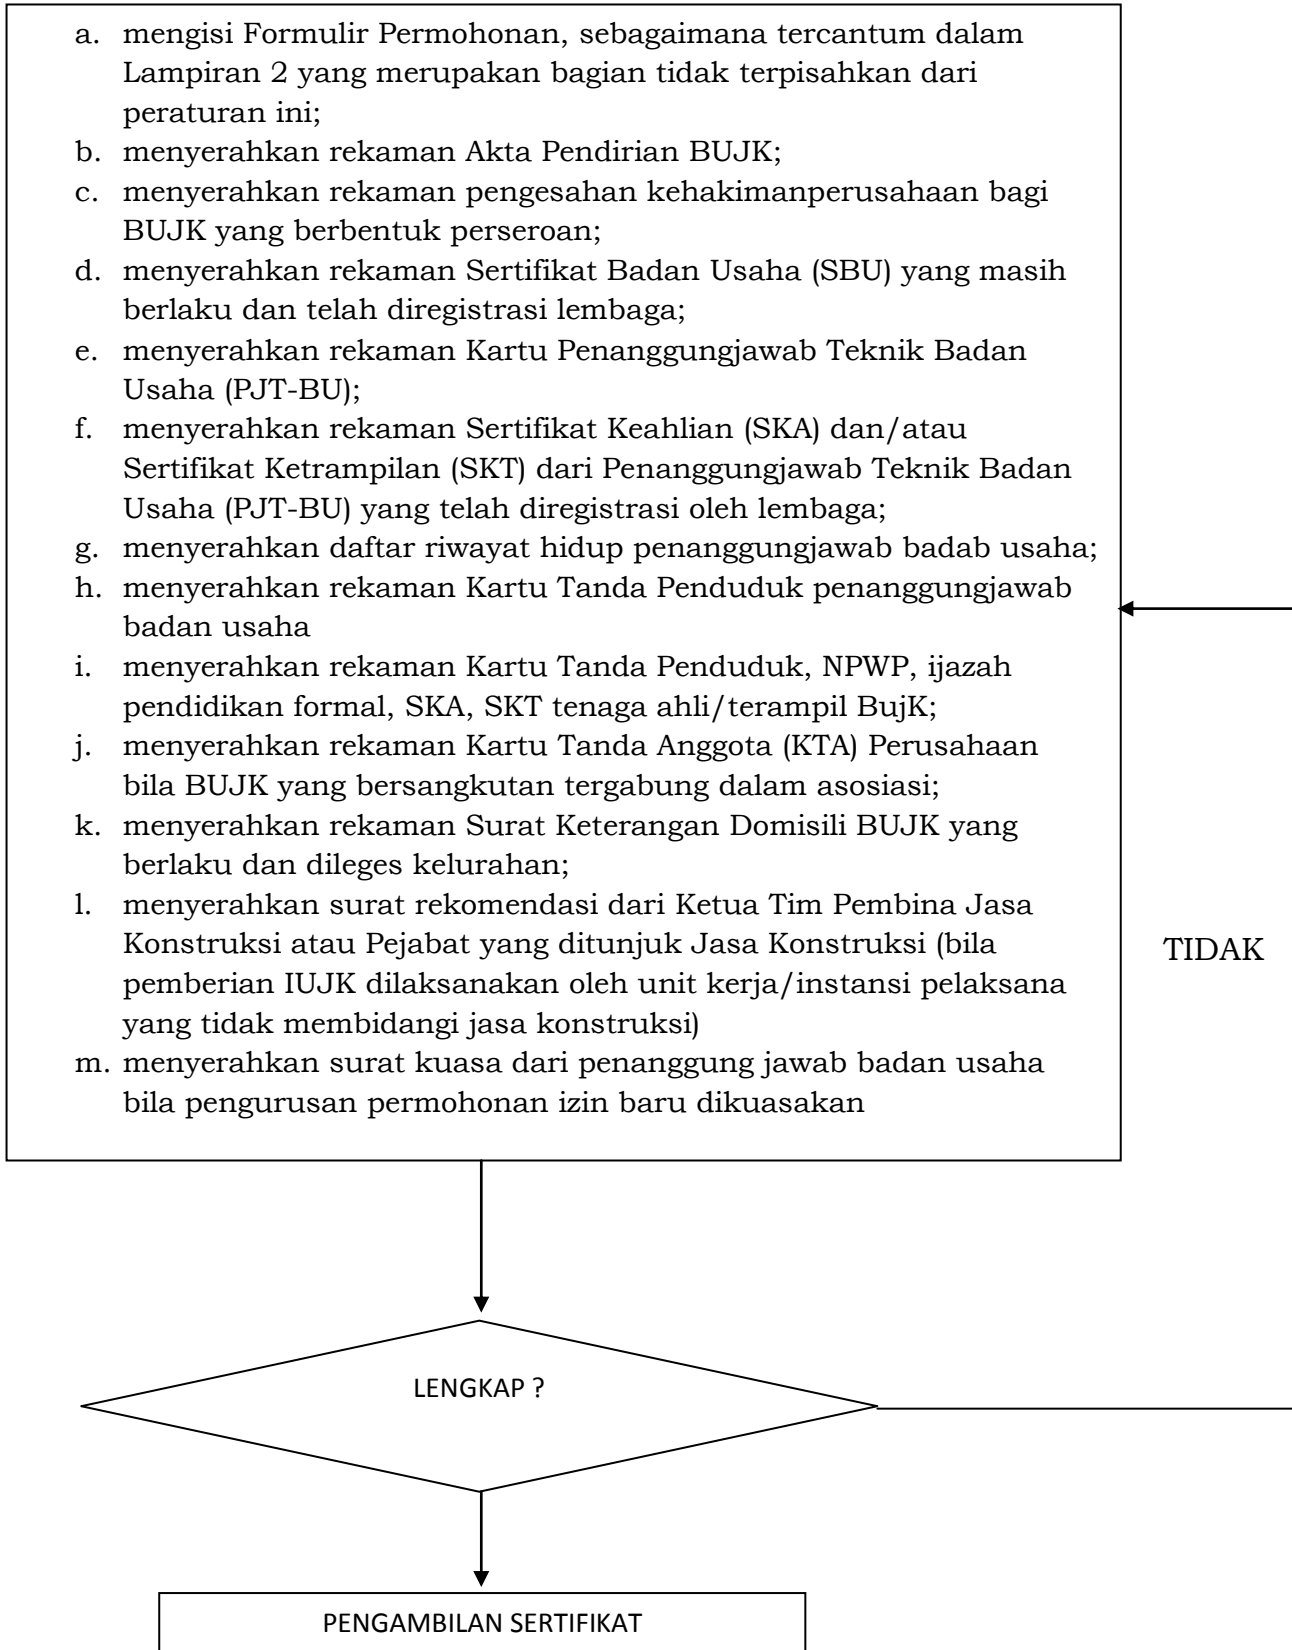 a. mengisi Formulir Permohonan, sebagaimana tercantum dalam
Lampiran 2 yang merupakan bagian tidak terpisahkan dari
peraturan ini;
b. menyerahkan rekaman Akta Pendirian BUJK;
c. menyerahkan rekaman pengesahan kehakimanperusahaan bagi
BUJK yang berbentuk perseroan;
d. menyerahkan rekaman Sertifikat Badan Usaha (SBU) yang masih
berlaku dan telah diregistrasi lembaga;
e. menyerahkan rekaman Kartu Penanggungjawab Teknik Badan
Usaha (PJT-BU);
f. menyerahkan rekaman Sertifikat Keahlian (SKA) dan/atau
Sertifikat Ketrampilan (SKT) dari Penanggungjawab Teknik Badan
Usaha (PJT-BU) yang telah diregistrasi oleh lembaga;
g. menyerahkan daftar riwayat hidup penanggungjawab badab usaha;
h. menyerahkan rekaman Kartu Tanda Penduduk penanggungjawab
badan usaha
i. menyerahkan rekaman Kartu Tanda Penduduk, NPWP, ijazah
pendidikan formal, SKA, SKT tenaga ahli/terampil BujK;
j. menyerahkan rekaman Kartu Tanda Anggota (KTA) Perusahaan
bila BUJK yang bersangkutan tergabung dalam asosiasi;
k. menyerahkan rekaman Surat Keterangan Domisili BUJK yang
berlaku dan dileges kelurahan;
l. menyerahkan surat rekomendasi dari Ketua Tim Pembina Jasa
Konstruksi atau Pejabat yang ditunjuk Jasa Konstruksi (bila
pemberian IUJK dilaksanakan oleh unit kerja/instansi pelaksana
yang tidak membidangi jasa konstruksi)
m. menyerahkan surat kuasa dari penanggung jawab badan usaha
bila pengurusan permohonan izin baru dikuasakan
TIDAK
LENGKAP ?
PENGAMBILAN SERTIFIKAT